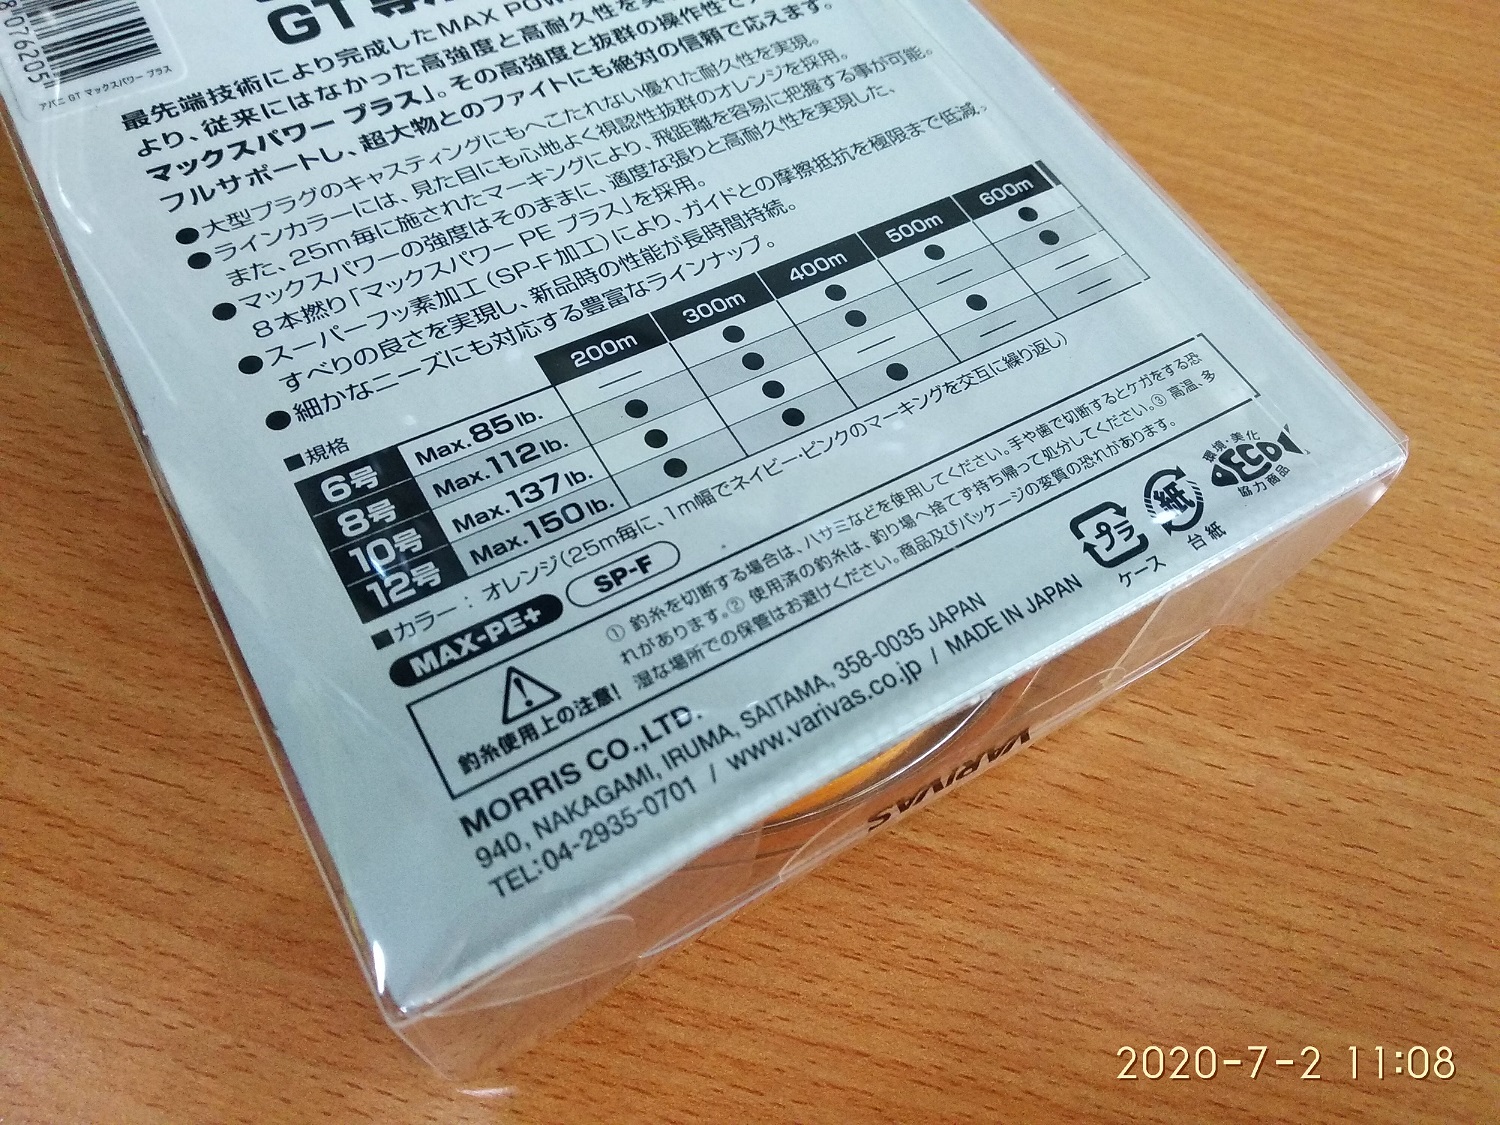 8076205
アバニ GT マックスパワー プラス
GT
最先端技術により完成したMAX POW
より、従来にはなかった高強度と高耐久性を実
マックスパワー プラス」。その高強度と抜群の操作性で
フルサポートし、超大物とのファイトにも絶対の信頼で応えます。
●大型プラグのキャスティングにもへこたれない優れた耐久性を実現。
●ラインカラーには、見た目にも心地よく視認性抜群のオレンジを採用。
また、25m毎に施されたマーキングにより、飛距離を容易に把握する事が可能。
●マックスパワーの強度はそのままに、適度な張りと高耐久性を実現した、
8本撚り「マックスパワーPE プラス」を採用。
●スーパーフッ素加工(SP-F加工)により、ガイドとの摩擦抵抗を極限まで低減。
すべりの良さを実現し、新品時の性能が長時間持続。
●細かなニーズにも対応する豊富なラインナップ。
■規格
200m 300m 400m 500m 600m
6号 Max.85lb. — ● ● ● ●
8号 Max.112lb. ● ● ● — ●
10号 Max.137lb. ● ● — ● —
12号 Max.150lb. ● ● ● — —
■カラー：オレンジ(25m毎に、1m幅でネイビー・ピンクのマーキングを交互に繰り返し)
MAX-PE+ SP-F
釣糸使用上の注意!
① 釣糸を切断する場合は、ハサミなどを使用してください。手や歯で切断するとケガをする恐
れがあります。② 使用済の釣糸は、釣り場へ捨てず持ち帰って処分してください。③ 高温、多
湿な場所での保管はお避けください。商品及びパッケージの変質の恐れがあります。
MORRIS CO.,LTD.
940, NAKAGAMI, IRUMA, SAITAMA, 358-0035 JAPAN
TEL:04-2935-0701 / www.varivas.co.jp / MADE IN JAPAN
プラ
ケース
紙
台紙
環境・美化
ECO
協力商品
VARIVAS
2020-7-2 11:08